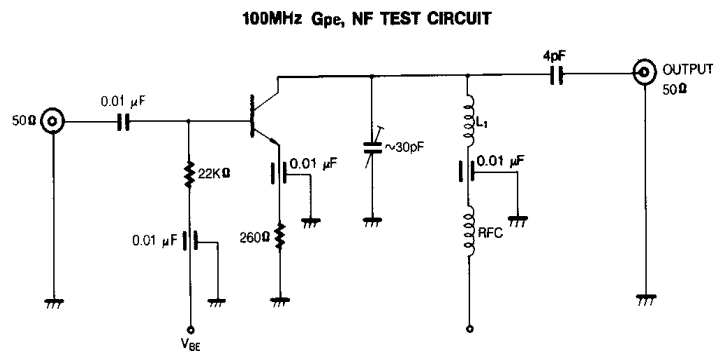 100MHz Gpe, NF TEST CIRCUIT
4pF
OUTPUT
50Ω
0.01 μF
50Ω
L1
~30pF
0.01 μF
0.01 μF
22KΩ
0.01 μF
260Ω
RFC
VBE